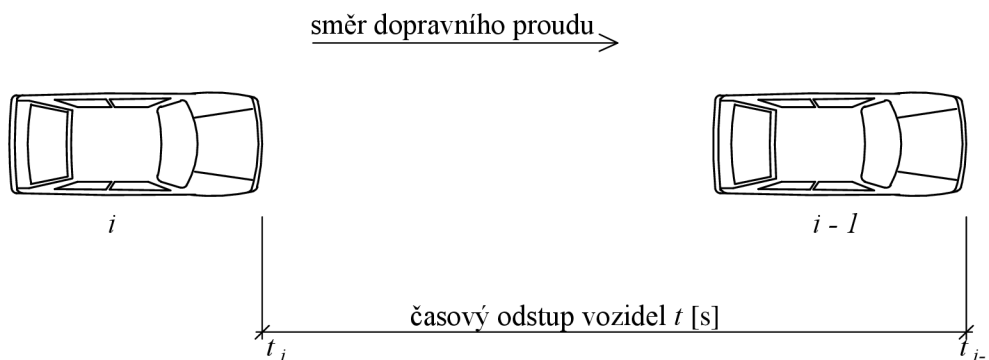 směr dopravního proudu
i
i - 1
časový odstup vozidel t [s]
t i
t i-